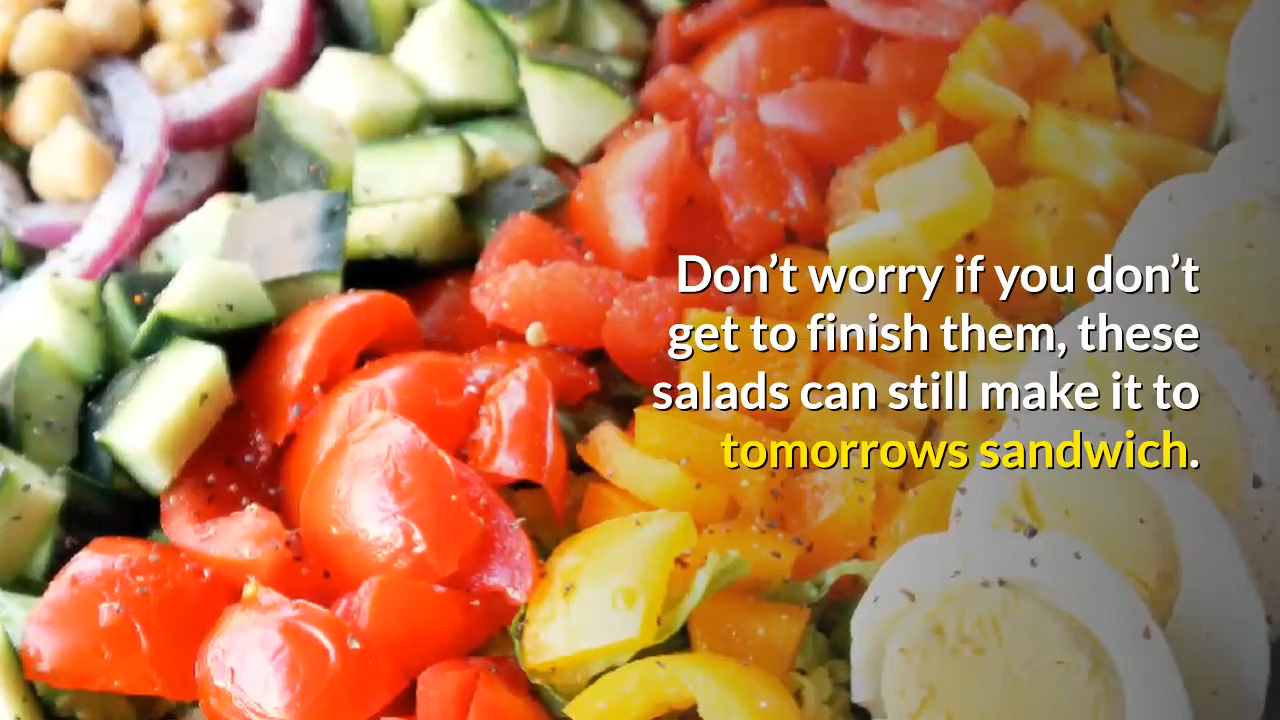 Don’t worry if you don’t
get to finish them, these
salads can still make it to
tomorrows sandwich.